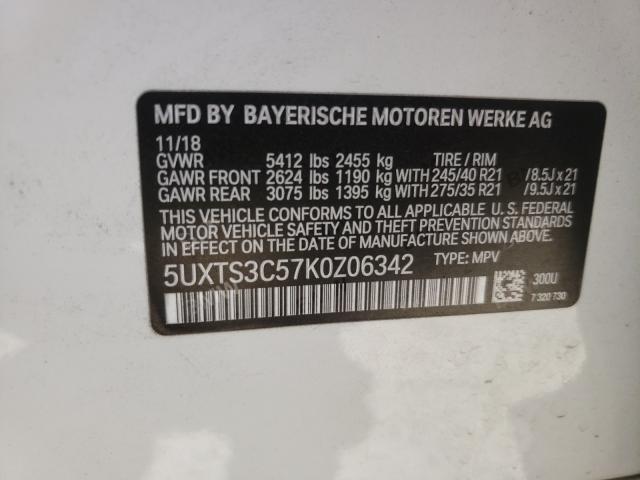 MFD BY BAYERISCHE MOTOREN WERKE AG
11/18
GVWR 5412 lbs 2455 kg TIRE / RIM
GAWR FRONT 2624 lbs 1190 kg WITH 245/40 R21 /8.5J x 21
GAWR REAR 3075 lbs 1395 kg WITH 275/35 R21 /9.5J x 21
THIS VEHICLE CONFORMS TO ALL APPLICABLE U. S. FEDERAL
MOTOR VEHICLE SAFETY, BUMPER, AND THEFT PREVENTION STANDARDS
IN EFFECT ON THE DATE OF MANUFACTURE SHOWN ABOVE.
5UXTS3C57K0Z06342 TYPE: MPV
300U
7 320 730